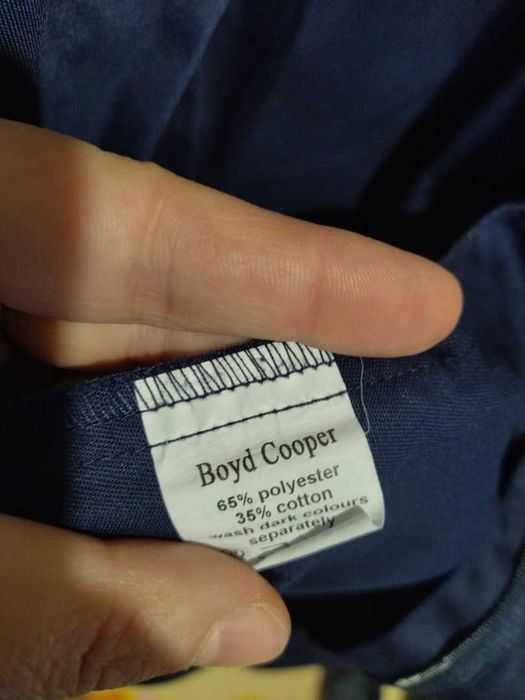 Boyd Cooper
65% polyester
35% cotton
wash dark colours
separately